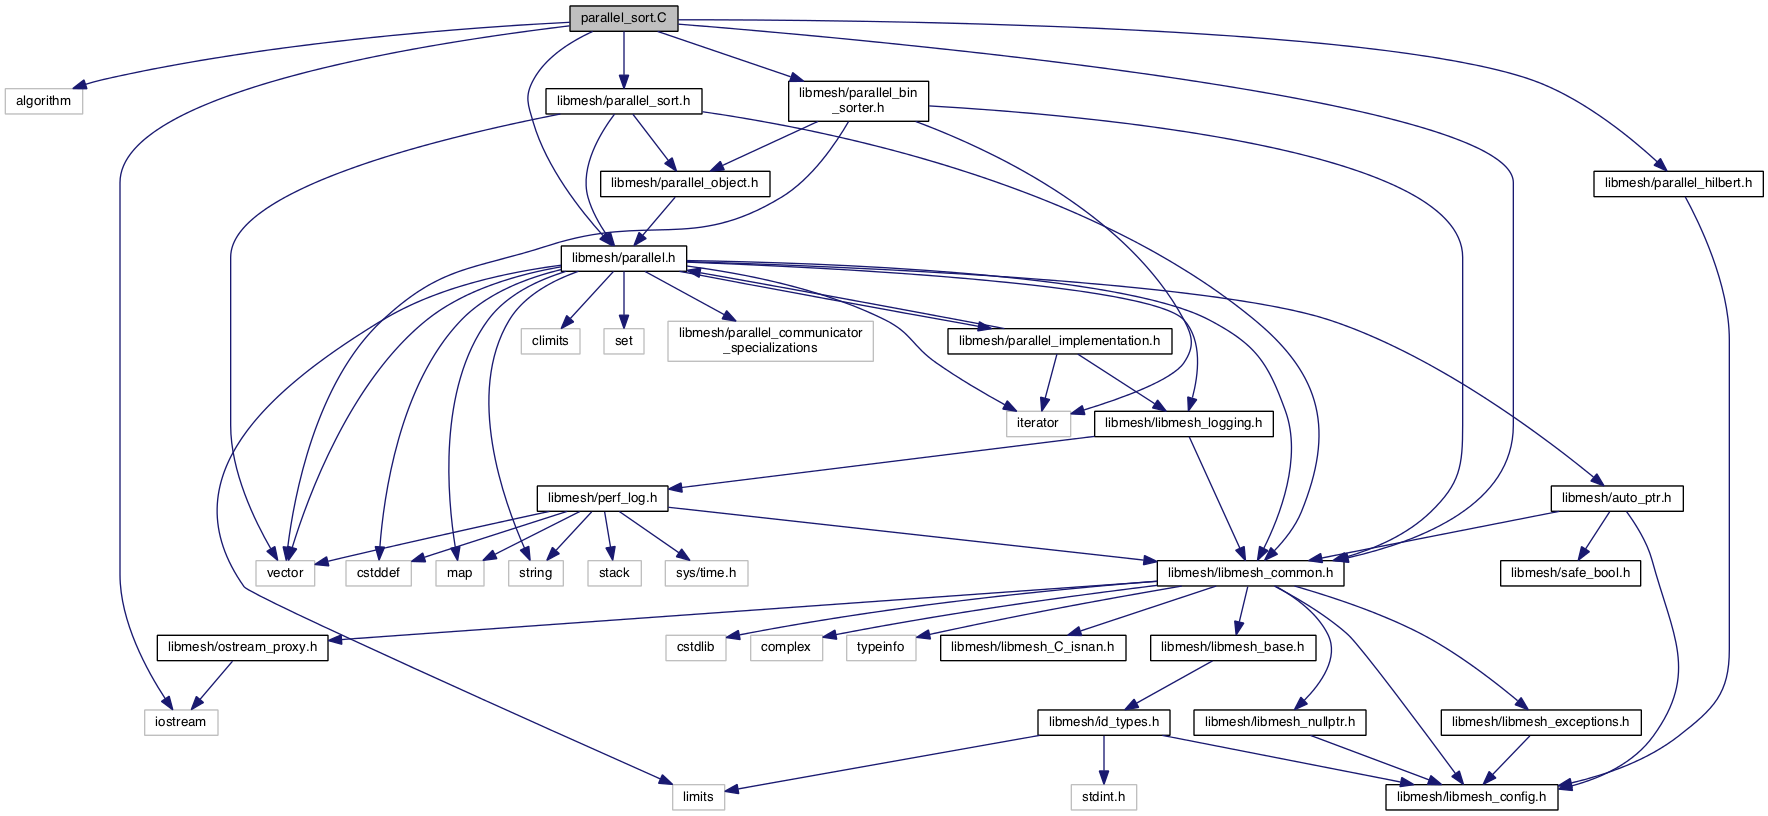 parallel_sort.C
algorithm
libmesh/parallel_sort.h
libmesh/parallel_bin
_sorter.h
libmesh/parallel_object.h
libmesh/parallel_hilbert.h
libmesh/parallel.h
climits
set
libmesh/parallel_communicator
_specializations
libmesh/parallel_implementation.h
iterator
libmesh/libmesh_logging.h
libmesh/perf_log.h
libmesh/auto_ptr.h
vector
cstddef
map
string
stack
sys/time.h
libmesh/libmesh_common.h
libmesh/safe_bool.h
libmesh/ostream_proxy.h
cstdlib
complex
typeinfo
libmesh/libmesh_C_isnan.h
libmesh/libmesh_base.h
iostream
libmesh/id_types.h
libmesh/libmesh_nullptr.h
libmesh/libmesh_exceptions.h
limits
stdint.h
libmesh/libmesh_config.h